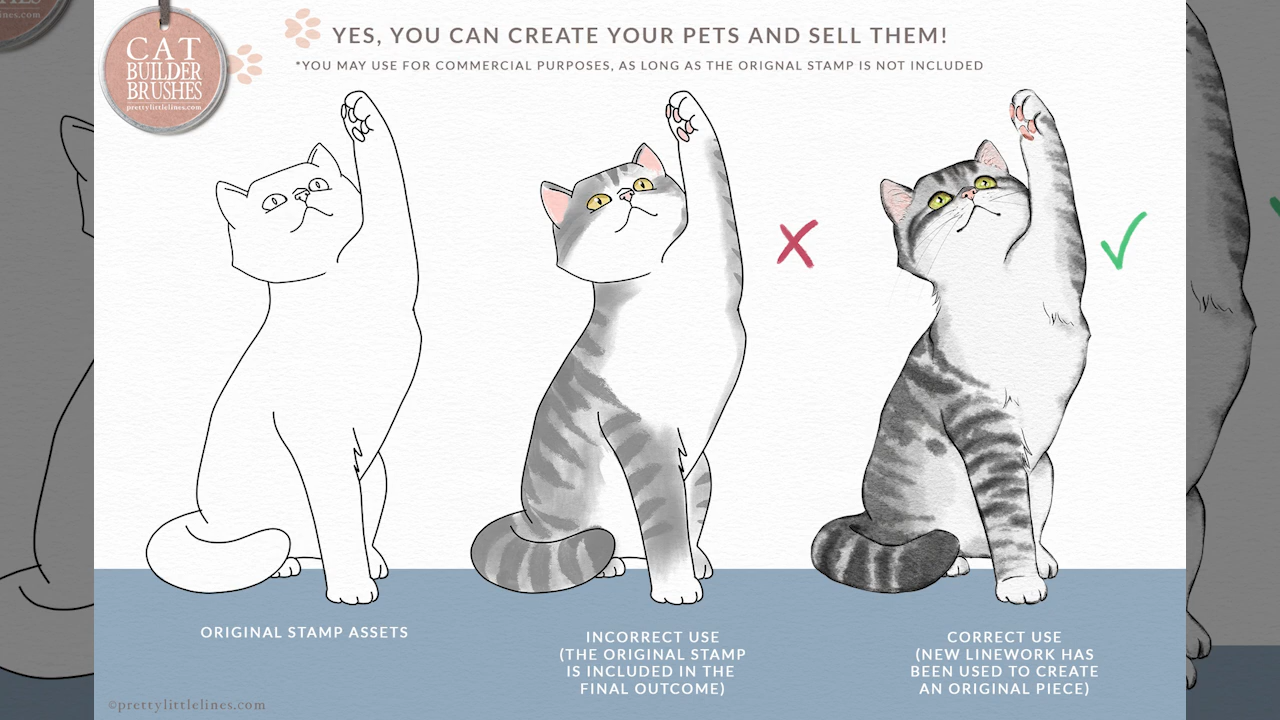 CAT
BUILDER
BRUSHES
prettylittlelines.com
YES, YOU CAN CREATE YOUR PETS AND SELL THEM!
*YOU MAY USE FOR COMMERCIAL PURPOSES, AS LONG AS THE ORIGNAL STAMP IS NOT INCLUDED
ORIGINAL STAMP ASSETS
INCORRECT USE
(THE ORIGINAL STAMP
IS INCLUDED IN THE
FINAL OUTCOME)
CORRECT USE
(NEW LINEWORK HAS
BEEN USED TO CREATE
AN ORIGINAL PIECE)
©prettylittlelines.com